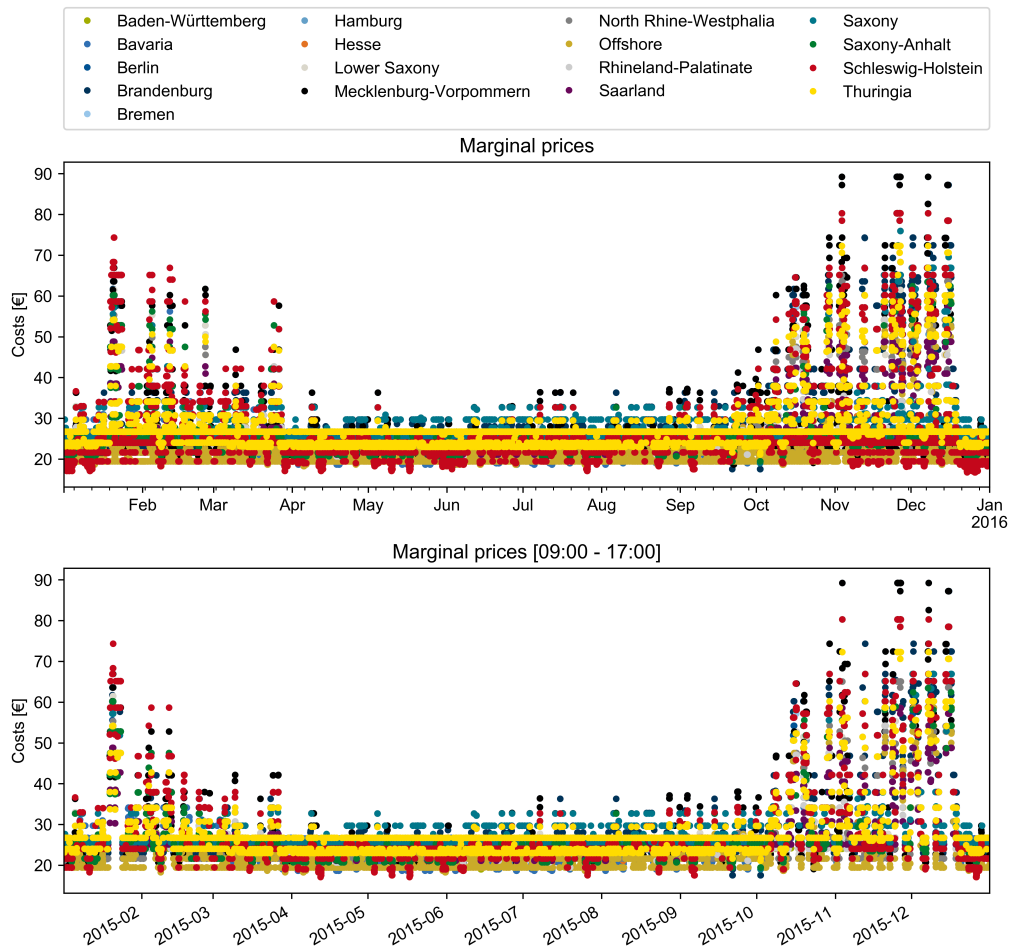 Baden-Württemberg Hamburg North Rhine-Westphalia Saxony
Bavaria Hesse Offshore Saxony-Anhalt
Berlin Lower Saxony Rhineland-Palatinate Schleswig-Holstein
Brandenburg Mecklenburg-Vorpommern Saarland Thuringia
Bremen
Marginal prices
90
80
70
60
50
40
30
20
Costs [€]
Feb Mar Apr May Jun Jul Aug Sep Oct Nov Dec Jan
2016
Marginal prices [09:00 - 17:00]
90
80
70
60
50
40
30
20
Costs [€]
2015-02 2015-03 2015-04 2015-05 2015-06 2015-07 2015-08 2015-09 2015-10 2015-11 2015-12